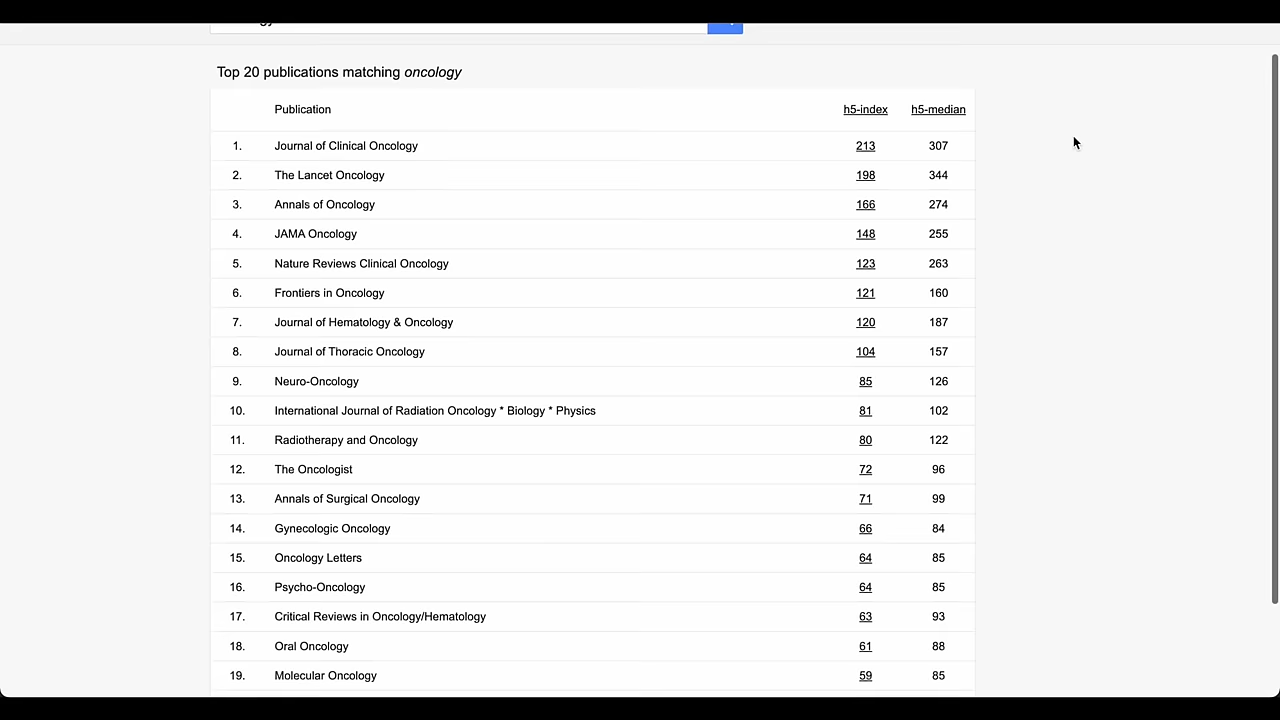 Top 20 publications matching oncology
Publication h5-index h5-median
1. Journal of Clinical Oncology 213 307
2. The Lancet Oncology 198 344
3. Annals of Oncology 166 274
4. JAMA Oncology 148 255
5. Nature Reviews Clinical Oncology 123 263
6. Frontiers in Oncology 121 160
7. Journal of Hematology & Oncology 120 187
8. Journal of Thoracic Oncology 104 157
9. Neuro-Oncology 85 126
10. International Journal of Radiation Oncology * Biology * Physics 81 102
11. Radiotherapy and Oncology 80 122
12. The Oncologist 72 96
13. Annals of Surgical Oncology 71 99
14. Gynecologic Oncology 66 84
15. Oncology Letters 64 85
16. Psycho-Oncology 64 85
17. Critical Reviews in Oncology/Hematology 63 93
18. Oral Oncology 61 88
19. Molecular Oncology 59 85